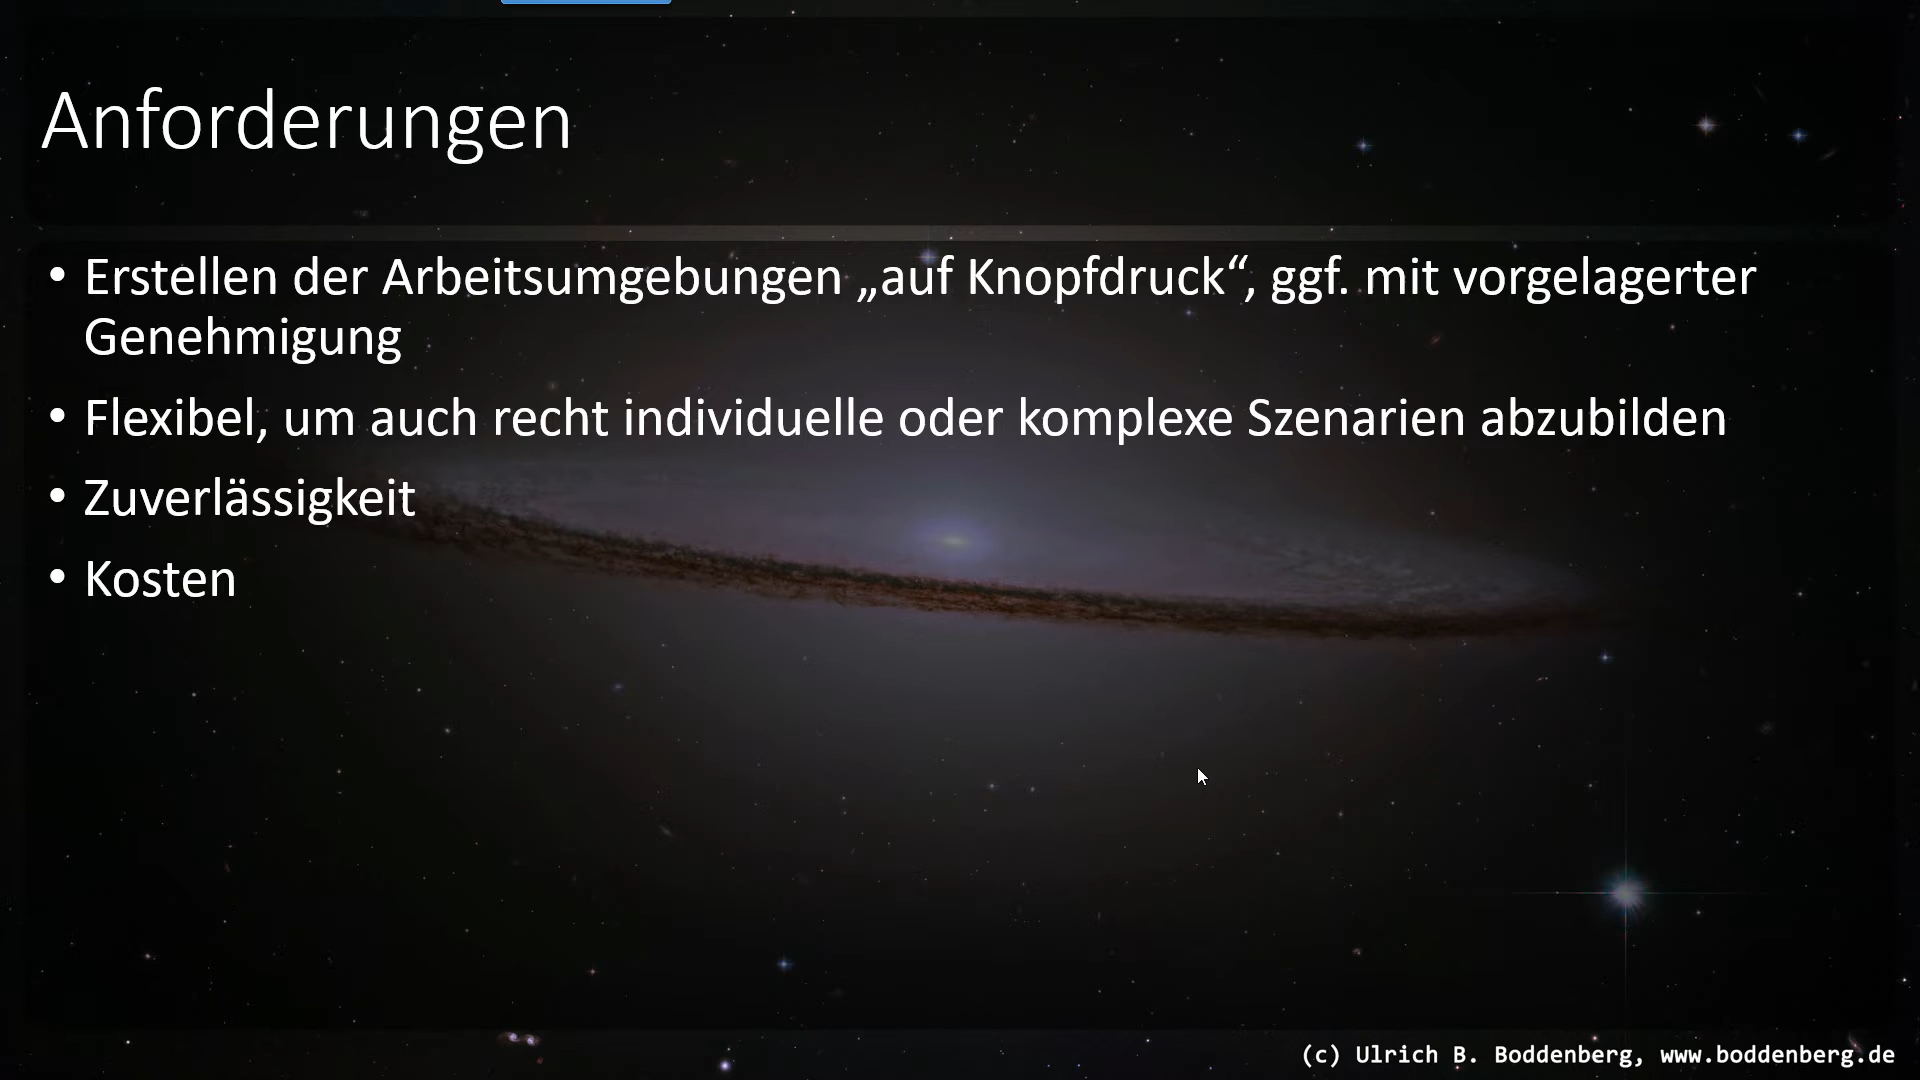 Anforderungen
• Erstellen der Arbeitsumgebungen „auf Knopfdruck“, ggf. mit vorgelagerter
Genehmigung
• Flexibel, um auch recht individuelle oder komplexe Szenarien abzubilden
• Zuverlässigkeit
• Kosten
(c) Ulrich B. Boddenberg, www.boddenberg.de